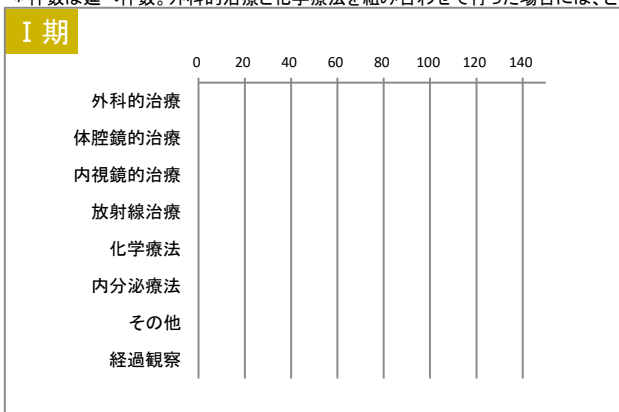 *件数は延べ件数。外科的治療と化学療法を組み合わせて行った場合には、
Ⅰ期
0 20 40 60 80 100 120 140
外科的治療
体腔鏡的治療
内視鏡的治療
放射線治療
化学療法
内分泌療法
その他
経過観察